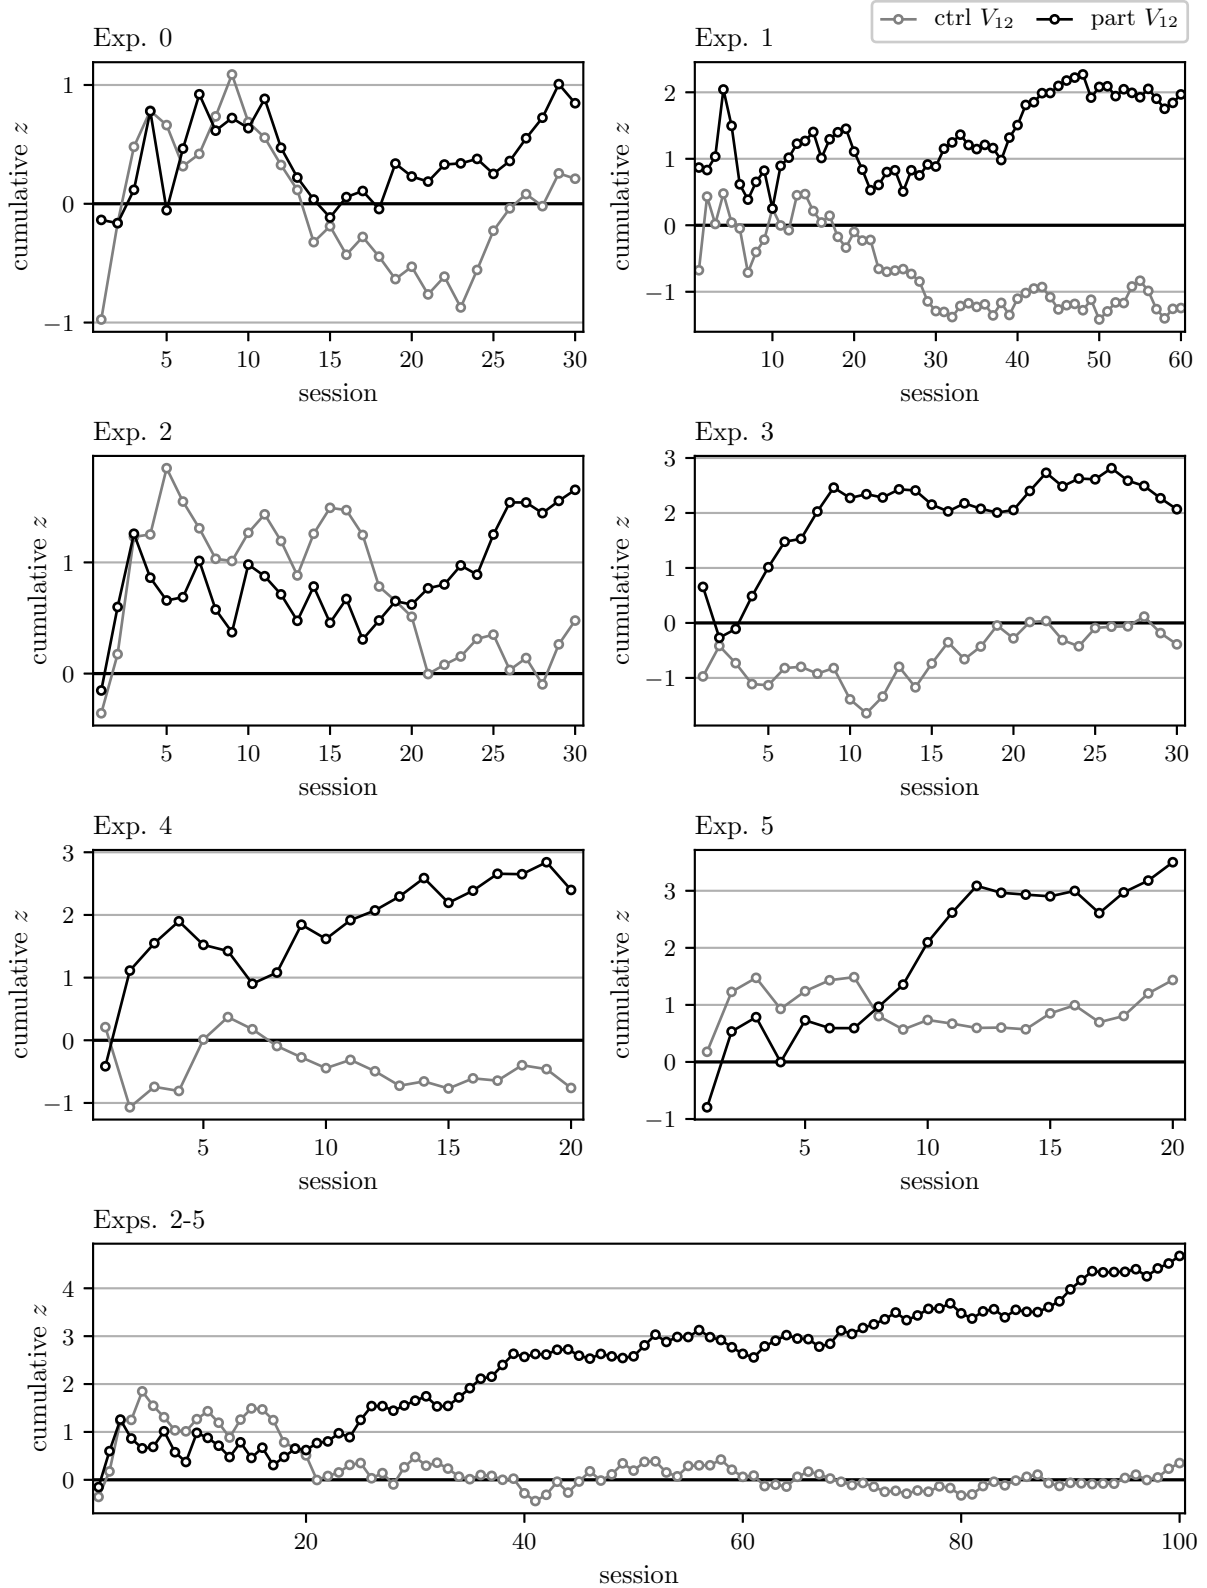 ctrl V12 part V12
Exp. 0
Exp. 1
cumulative z
1
0
−1
5 10 15 20 25 30
session
cumulative z
2
1
0
−1
10 20 30 40 50 60
session
Exp. 2
Exp. 3
cumulative z
1
0
5 10 15 20 25 30
session
cumulative z
3
2
1
0
−1
5 10 15 20 25 30
session
Exp. 4
Exp. 5
cumulative z
3
2
1
0
−1
5 10 15 20
session
cumulative z
3
2
1
0
−1
5 10 15 20
session
Exps. 2-5
cumulative z
4
3
2
1
0
20 40 60 80 100
session